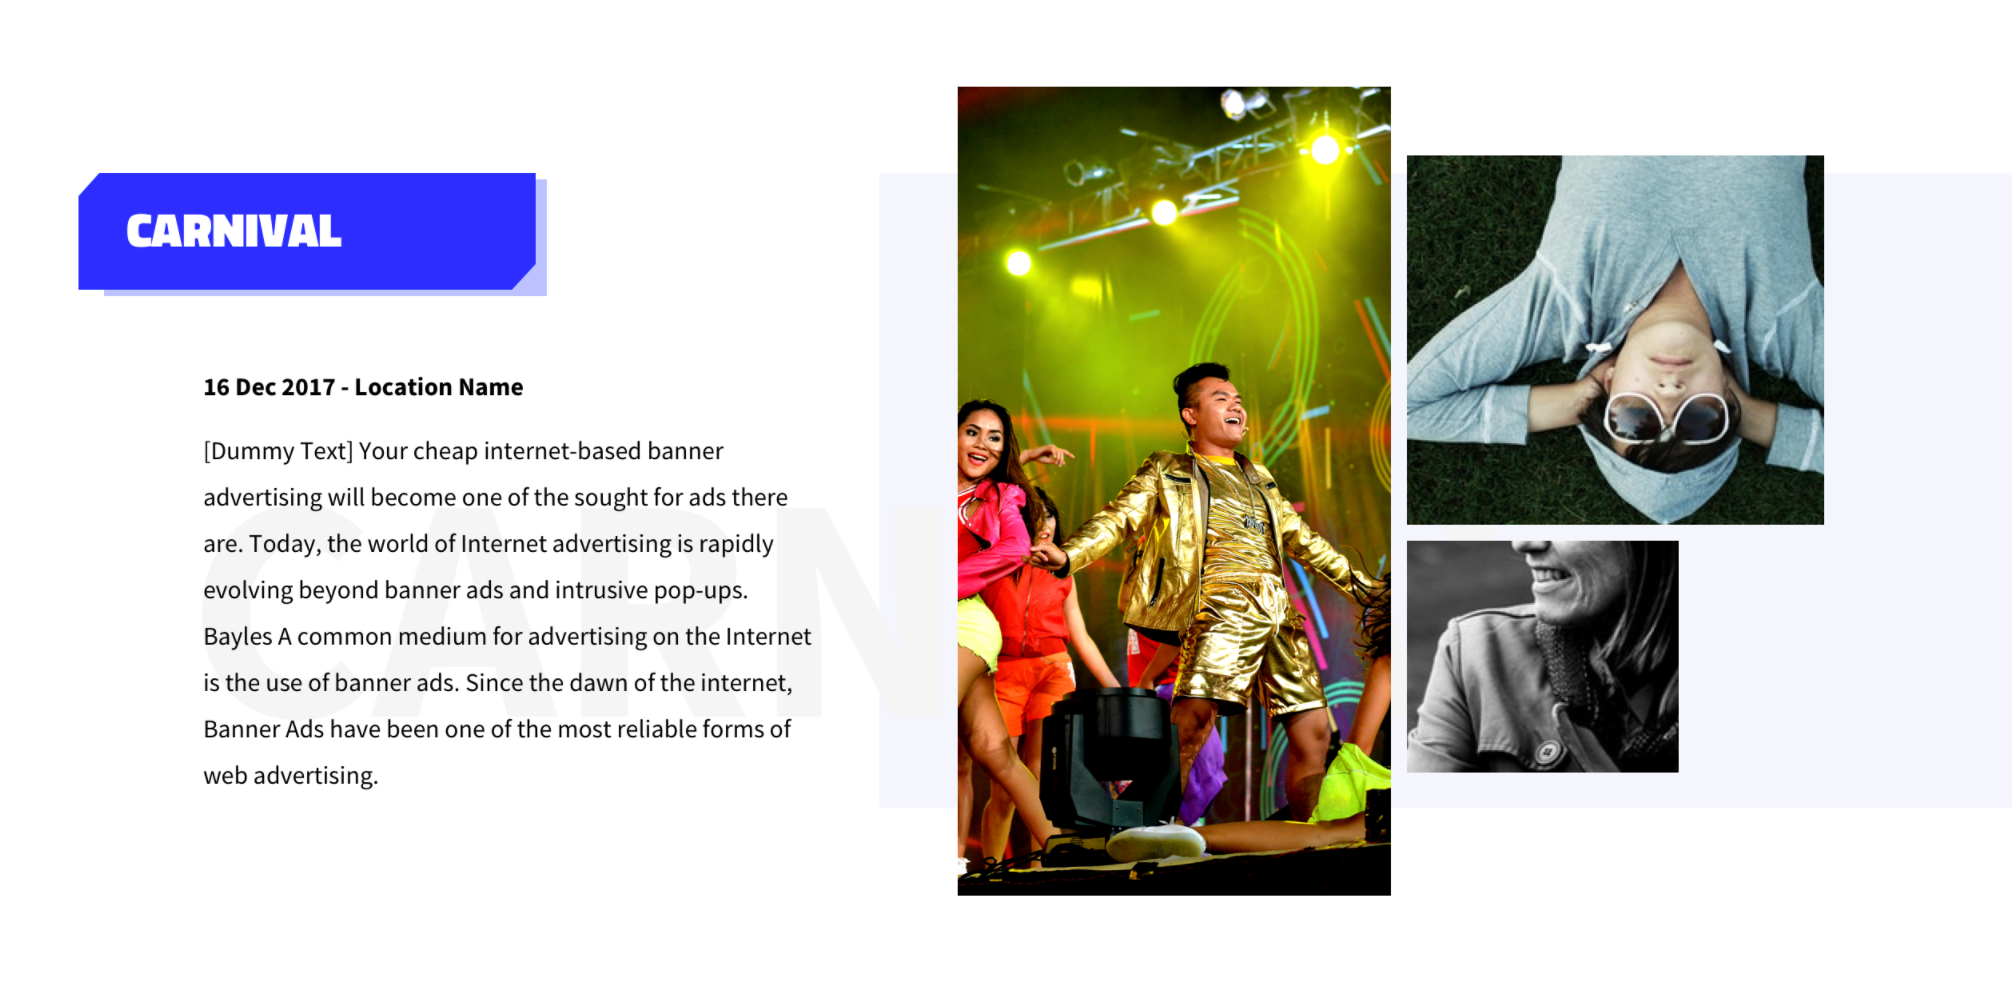 CARNIVAL
16 Dec 2017 - Location Name
[Dummy Text] Your cheap internet-based banner
advertising will become one of the sought for ads there
are. Today, the world of Internet advertising is rapidly
evolving beyond banner ads and intrusive pop-ups.
Bayles A common medium for advertising on the Internet
is the use of banner ads. Since the dawn of the internet,
Banner Ads have been one of the most reliable forms of
web advertising.
CARN